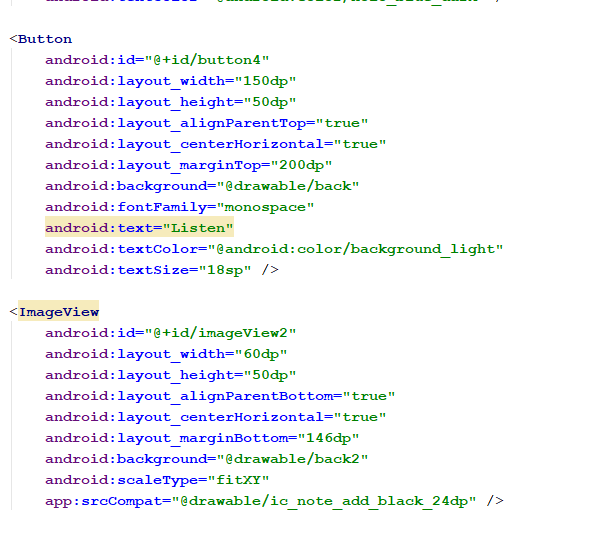 <Button
android:id="@+id/button4"
android:layout_width="150dp"
android:layout_height="50dp"
android:layout_alignParentTop="true"
android:layout_centerHorizontal="true"
android:layout_marginTop="200dp"
android:background="@drawable/back"
android:fontFamily="monospace"
android:text="Listen"
android:textColor="@android:color/background_light"
android:textSize="18sp" />
<ImageView
android:id="@+id/imageView2"
android:layout_width="60dp"
android:layout_height="50dp"
android:layout_alignParentBottom="true"
android:layout_centerHorizontal="true"
android:layout_marginBottom="146dp"
android:background="@drawable/back2"
android:scaleType="fitXY"
app:srcCompat="@drawable/ic_note_add_black_24dp" />